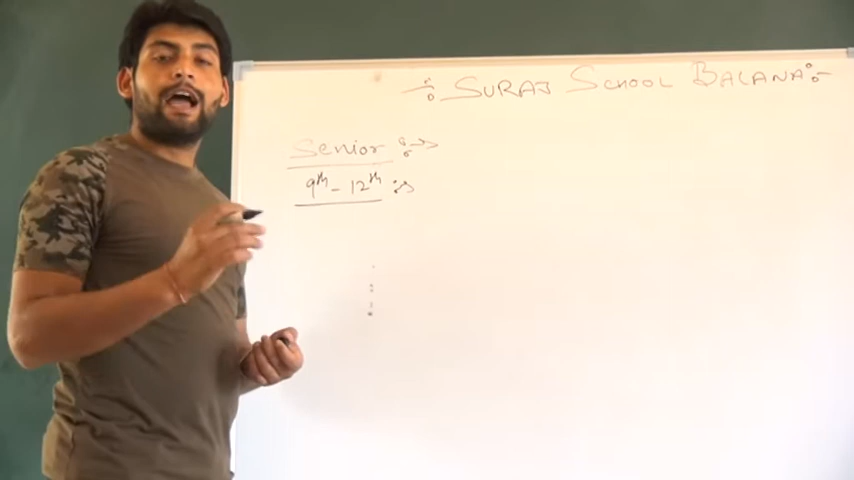 ÷ SURAJ SCHOOL BALANA :-
Senior :→
9th - 12th :→